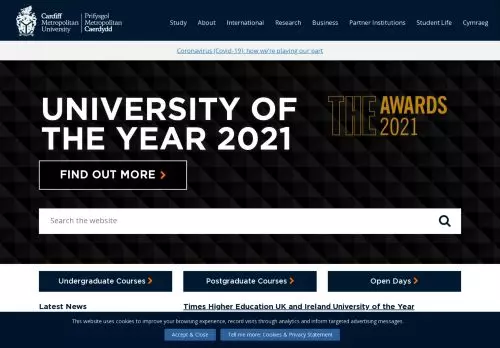 Cardiff
Metropolitan
University
Prifysgol
Metropolitan
Caerdydd
Study About International Research Business Partner Institutions Student Life Cymraeg
Coronavirus (Covid-19): how we're playing our part
UNIVERSITY OF
THE YEAR 2021
THE AWARDS
2021
FIND OUT MORE
Search the website
Undergraduate Courses Postgraduate Courses Open Days
Latest News Times Higher Education UK and Ireland University of the Year
This website uses cookies to improve your browsing experience, record visits through analytics and inform targeted advertising messages.
Accept & Close Tell me more: Cookies & Privacy Statement